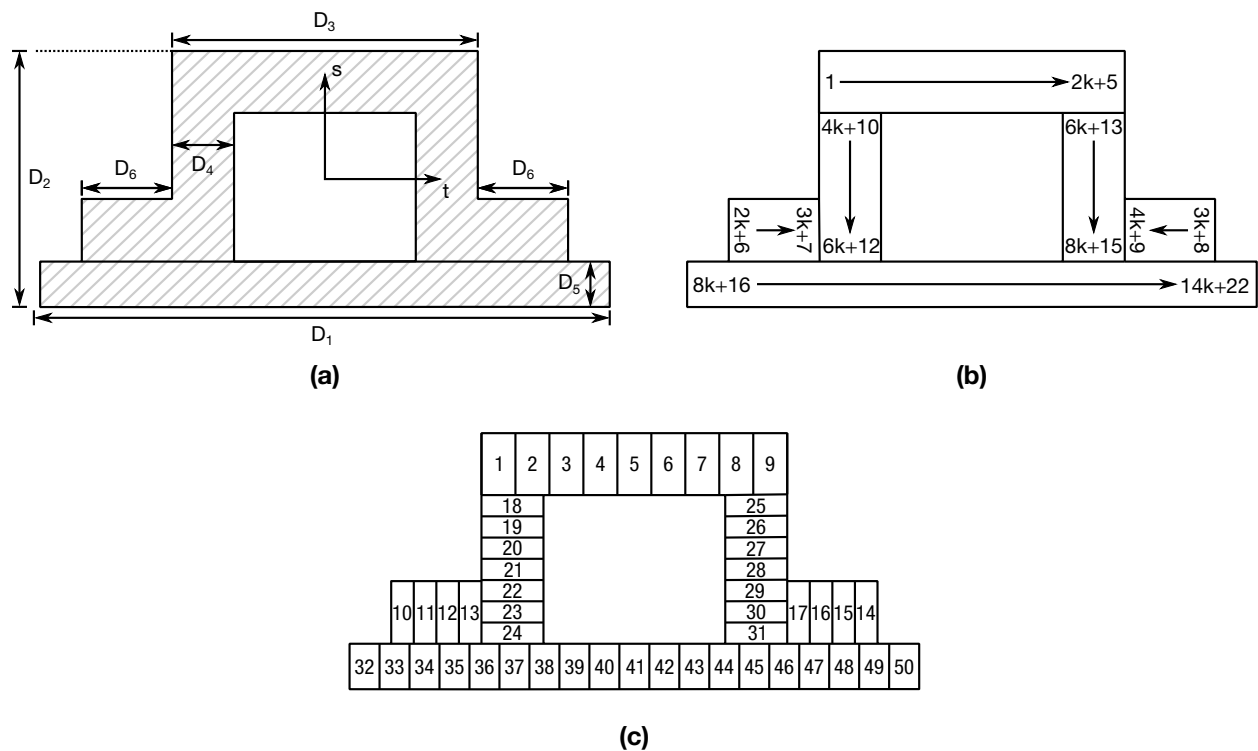 D₃
s
D₄
D₂
D₆
D₆
t
D₅
D₁
(a)
1 2k+5
4k+10 6k+13
2k+6 3k+7 4k+9 3k+8
6k+12 8k+15
8k+16 14k+22
(b)
1 2 3 4 5 6 7 8 9
18 25
19 26
20 27
21 28
22 29
10 11 12 13 23 30 17 16 15 14
24 31
32 33 34 35 36 37 38 39 40 41 42 43 44 45 46 47 48 49 50
(c)